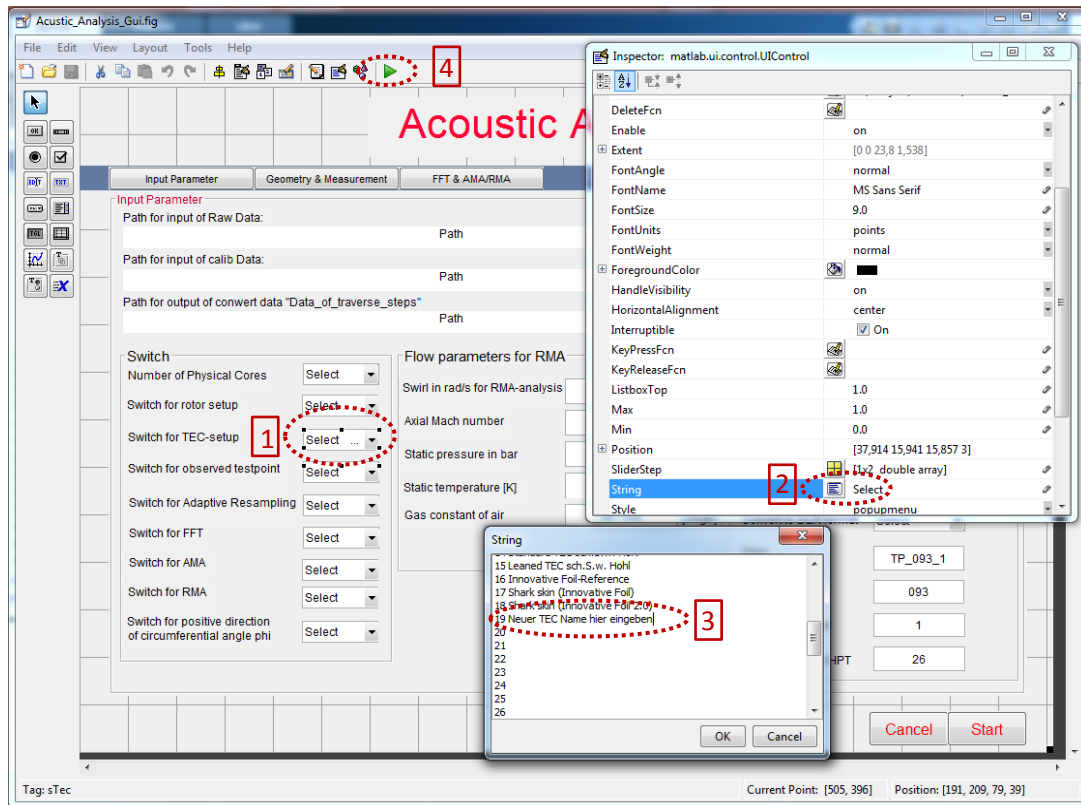 Acustic_Analysis_Gui.fig
File Edit View Layout Tools Help
4
Acoustic A
OK
EDIT TXT
TGL
Input Parameter Geometry & Measurement FFT & AMA/RMA
Input Parameter
Path for input of Raw Data:
Path
Path for input of calib Data:
Path
Path for output of convert data "Data_of_traverse_steps"
Path
Switch
Number of Physical Cores Select
Switch for rotor setup Select
1
Switch for TEC-setup Select ...
Switch for observed testpoint Select
Switch for Adaptive Resampling Select
Switch for FFT Select
Switch for AMA Select
Switch for RMA Select
Switch for positive direction
of circumferential angle phi Select
Flow parameters for RMA
Swirl in rad/s for RMA-analysis
Axial Mach number
Static pressure in bar
Static temperature [K]
Gas constant of air
Inspector: matlab.ui.control.UIControl
DeleteFcn
Enable on
Extent [0 0 23,8 1,538]
FontAngle normal
FontName MS Sans Serif
FontSize 9.0
FontUnits points
FontWeight normal
ForegroundColor
HandleVisibility on
HorizontalAlignment center
Interruptible On
KeyPressFcn
KeyReleaseFcn
ListboxTop 1.0
Max 1.0
Min 0.0
Position [37,914 15,941 15,857 3]
SliderStep [1x2 double array]
2
String Select
Style popupmenu
TP_093_1
093
1
HPT 26
String
15 Leaned TEC sch.S.w. Hohl
16 Innovative Foil-Reference
17 Shark skin (Innovative Foil)
18 Shark skin (Innovative Foil 2.0)
19 Neuer TEC Name hier eingeben
3
20
21
22
23
24
25
26
OK Cancel
Cancel Start
Tag: sTec
Current Point: [505, 396] Position: [191, 209, 79, 39]